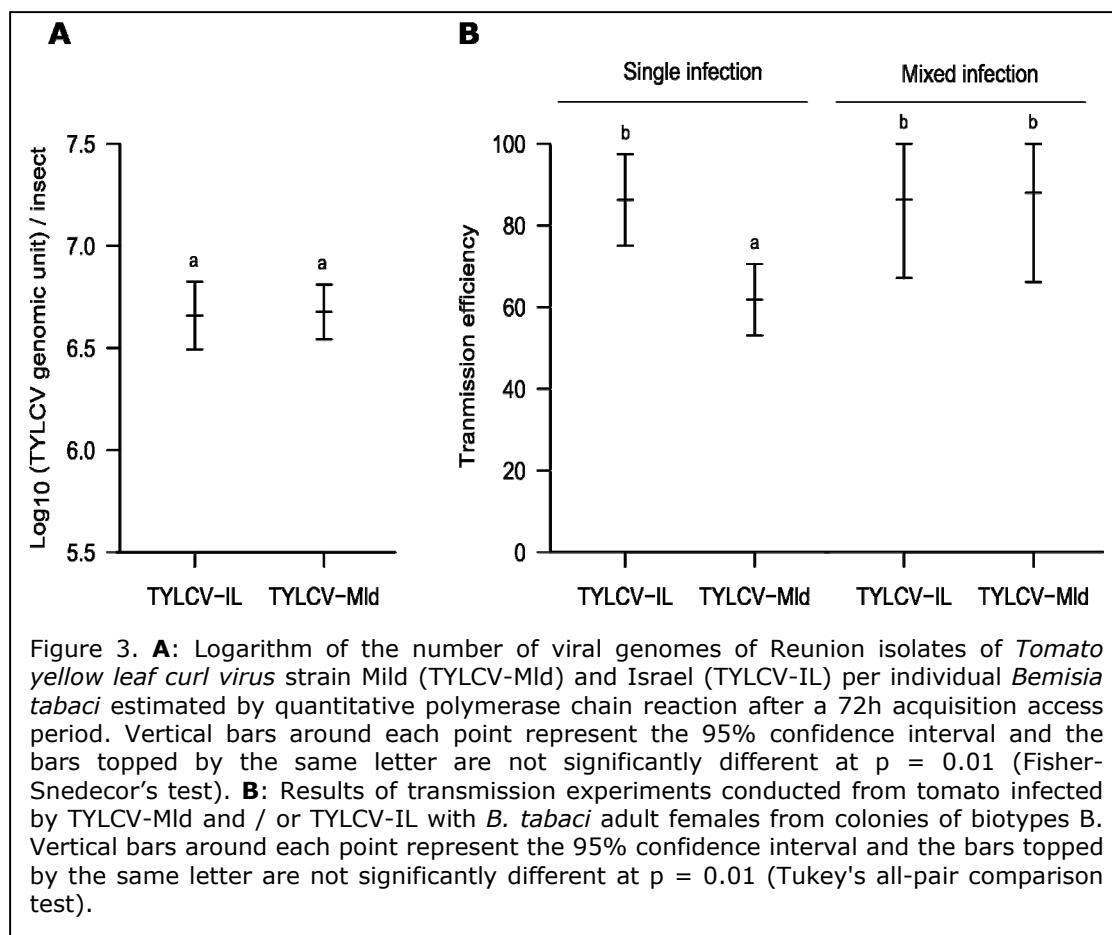 A
B
Single infection
Mixed infection
7.5
7.0
6.5
6.0
5.5
Log10 (TYLCV genomic unit) / insect
a
a
TYLCV-IL
TYLCV-Mld
100
80
60
40
20
0
Tranmission efficiency
b
a
b
b
TYLCV-IL
TYLCV-Mld
TYLCV-IL
TYLCV-Mld
Figure 3. A: Logarithm of the number of viral genomes of Reunion isolates of Tomato
yellow leaf curl virus strain Mild (TYLCV-Mld) and Israel (TYLCV-IL) per individual Bemisia
tabaci estimated by quantitative polymerase chain reaction after a 72h acquisition access
period. Vertical bars around each point represent the 95% confidence interval and the
bars topped by the same letter are not significantly different at p = 0.01 (Fisher-
Snedecor's test). B: Results of transmission experiments conducted from tomato infected
by TYLCV-Mld and / or TYLCV-IL with B. tabaci adult females from colonies of biotypes B.
Vertical bars around each point represent the 95% confidence interval and the bars topped
by the same letter are not significantly different at p = 0.01 (Tukey's all-pair comparison
test).